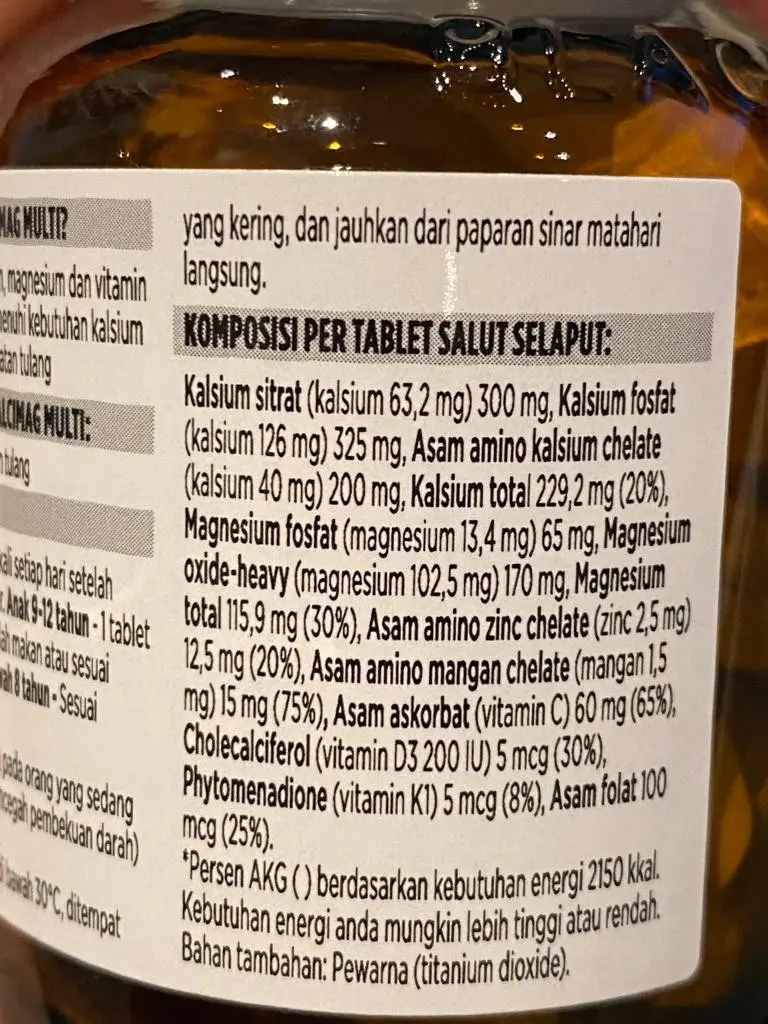 MAG MULTI?
, magnesium dan vitamin
menuhi kebutuhan kalsium
tulang
CALCIMAG MULTI:
tulang
kali setiap hari setelah
Anak 9-12 tahun - 1 tablet
makan atau sesuai
8 tahun - Sesuai
pada orang yang sedang
pembekuan darah)
bawah 30°C, ditempat
yang kering, dan jauhkan dari paparan sinar matahari
langsung.
KOMPOSISI PER TABLET SALUT SELAPUT:
Kalsium sitrat (kalsium 63,2 mg) 300 mg, Kalsium fosfat
(kalsium 126 mg) 325 mg, Asam amino kalsium chelate
(kalsium 40 mg) 200 mg, Kalsium total 229,2 mg (20%),
Magnesium fosfat (magnesium 13,4 mg) 65 mg, Magnesium
oxide-heavy (magnesium 102,5 mg) 170 mg, Magnesium
total 115,9 mg (30%), Asam amino zinc chelate (zinc 2,5 mg)
12,5 mg (20%), Asam amino mangan chelate (mangan 1,5
mg) 15 mg (75%), Asam askorbat (vitamin C) 60 mg (65%),
Cholecalciferol (vitamin D3 200 IU) 5 mcg (30%),
Phytomenadione (vitamin K1) 5 mcg (8%), Asam folat 100
mcg (25%).
*Persen AKG ( ) berdasarkan kebutuhan energi 2150 kkal.
Kebutuhan energi anda mungkin lebih tinggi atau rendah.
Bahan tambahan: Pewarna (titanium dioxide).